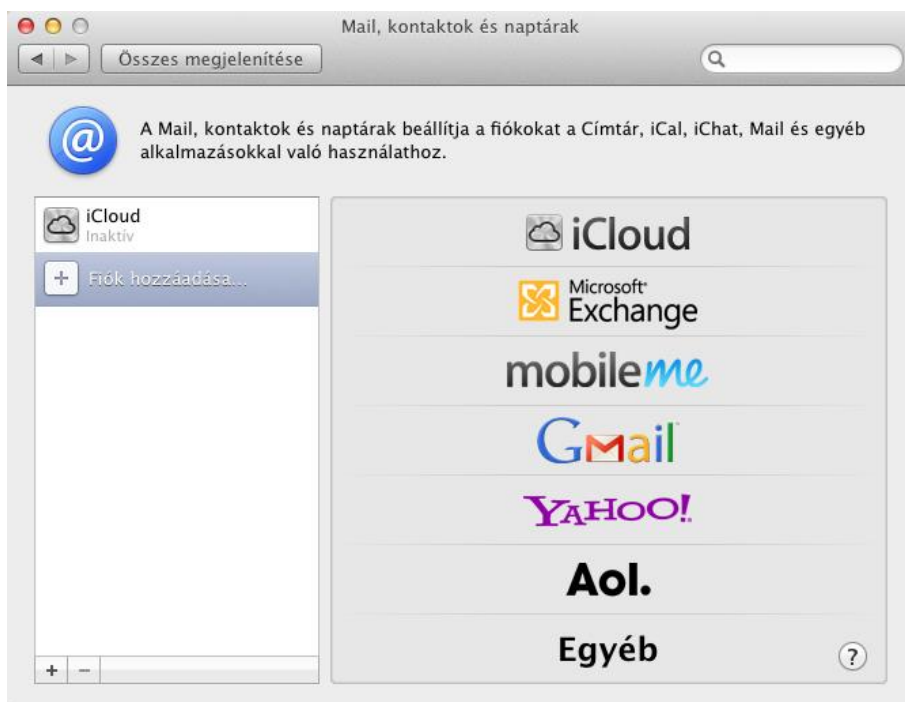 Mail, kontaktok és naptárak
Összes megjelenítése
A Mail, kontaktok és naptárak beállítja a fiókokat a Címtár, iCal, iChat, Mail és egyéb
alkalmazásokkal való használathoz.
iCloud
Inaktív
Fiók hozzáadása...
iCloud
Microsoft
Exchange
mobileme
Gmail
YAHOO!
Aol.
Egyéb
?